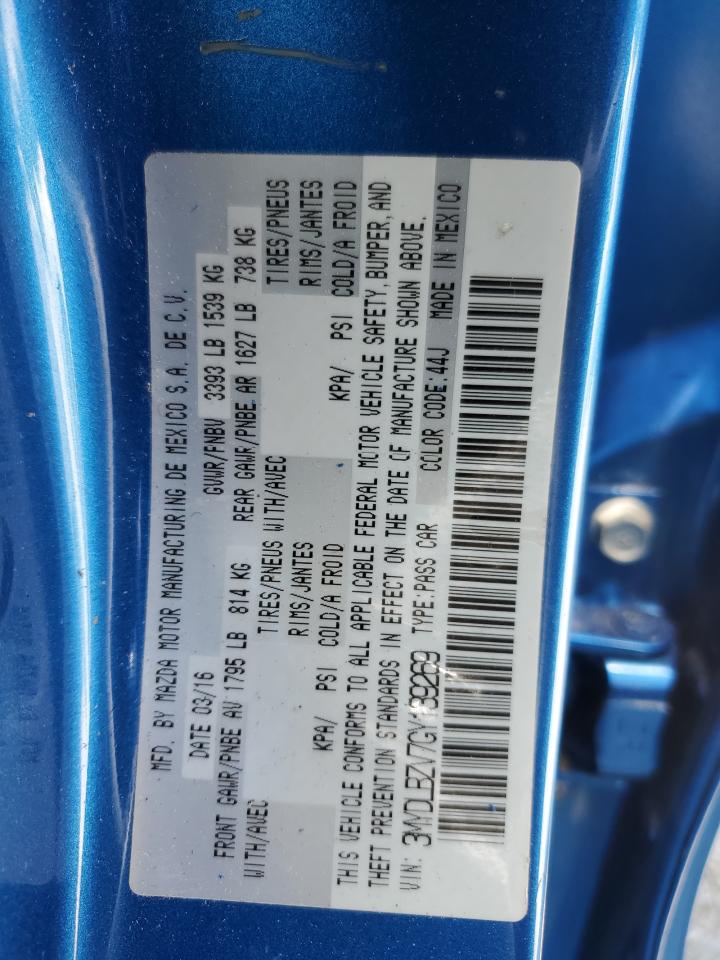 MFD. BY MAZDA MOTOR MANUFACTURING DE MEXICO S.A. DE C.V.
DATE 03/16 GVWR/PNBV 3393 LB 1539 KG
FRONT GAWR/PNBE AV 1795 LB 814 KG REAR GAWR/PNBE AR 1627 LB 738 KG
WITH/AVEC TIRES/PNEUS WITH/AVEC TIRES/PNEUS
RIMS/JANTES RIMS/JANTES
KPA/ PSI COLD/A FROID KPA/ PSI COLD/A FROID
THIS VEHICLE CONFORMS TO ALL APPLICABLE FEDERAL MOTOR VEHICLE SAFETY, BUMPER, AND
THEFT PREVENTION STANDARDS IN EFFECT ON THE DATE OF MANUFACTURE SHOWN ABOVE.
VIN: 3MYDLBZV7GY139269 TYPE:PASS CAR COLOR CODE:44J MADE IN MEXICO